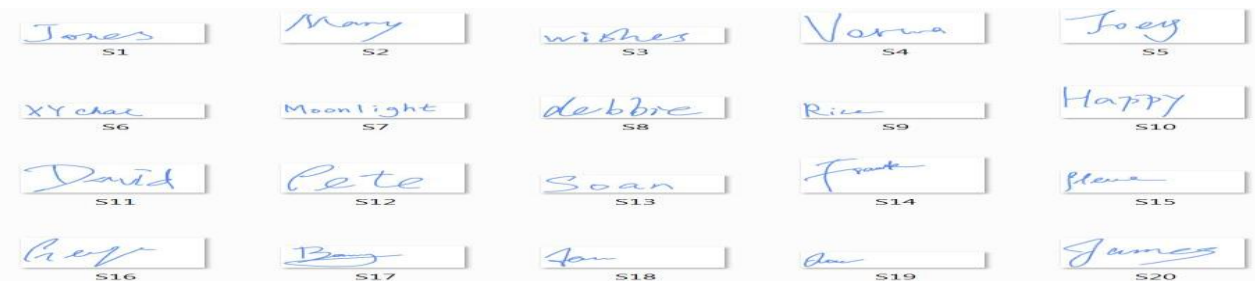 Jones Mary wishes Varma Joey
S1 S2 S3 S4 S5
XY chae Moonlight debbie Rice Happy
S6 S7 S8 S9 S10
David Pete Soan Frank
S11 S12 S13 S14 S15
James
S16 S17 S18 S19 S20